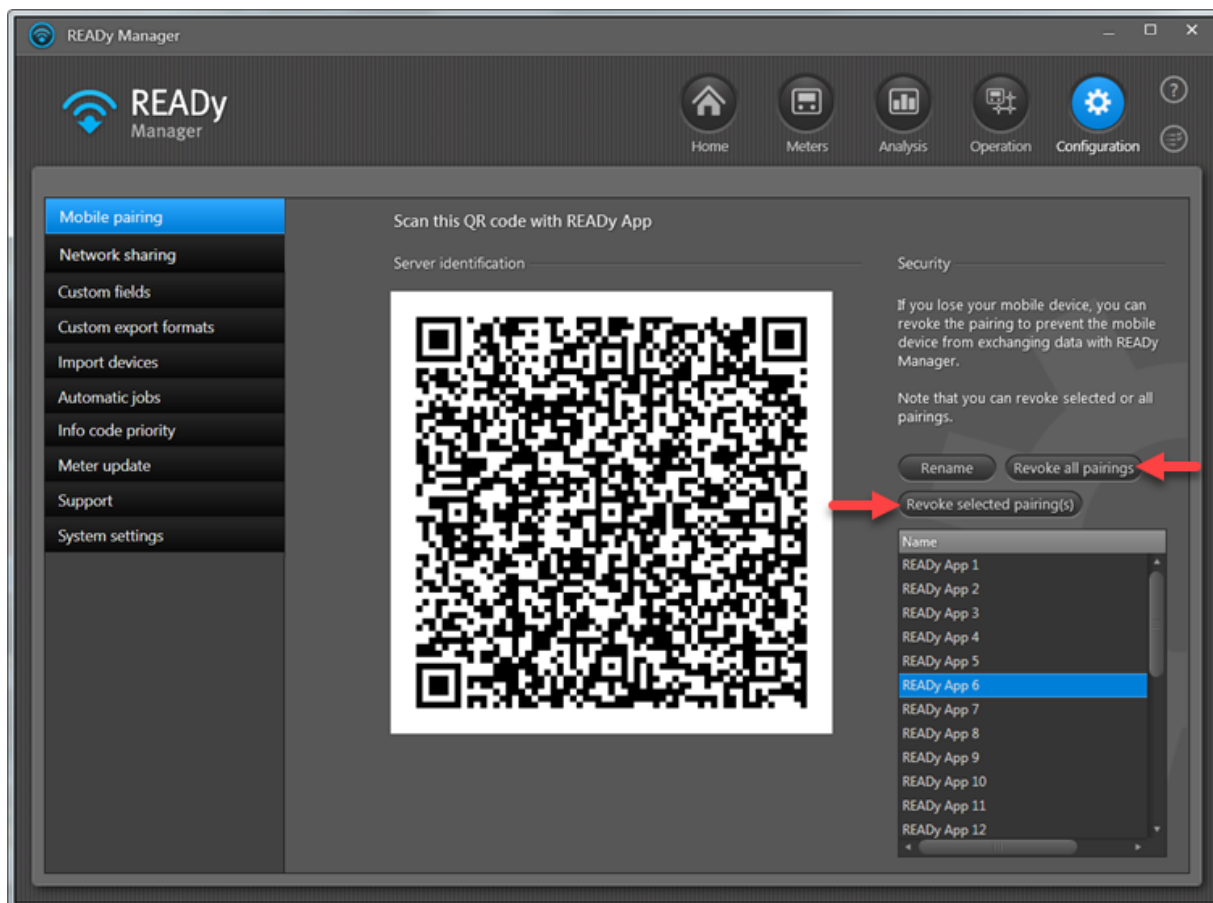 READy Manager
READy
Manager
Home
Meters
Analysis
Operation
Configuration
Mobile pairing
Network sharing
Custom fields
Custom export formats
Import devices
Automatic jobs
Info code priority
Meter update
Support
System settings
Scan this QR code with READy App
Server identification
Security
If you lose your mobile device, you can
revoke the pairing to prevent the mobile
device from exchanging data with READy
Manager.
Note that you can revoke selected or all
pairings.
Rename
Revoke all pairings
Revoke selected pairing(s)
Name
READy App 1
READy App 2
READy App 3
READy App 4
READy App 5
READy App 6
READy App 7
READy App 8
READy App 9
READy App 10
READy App 11
READy App 12